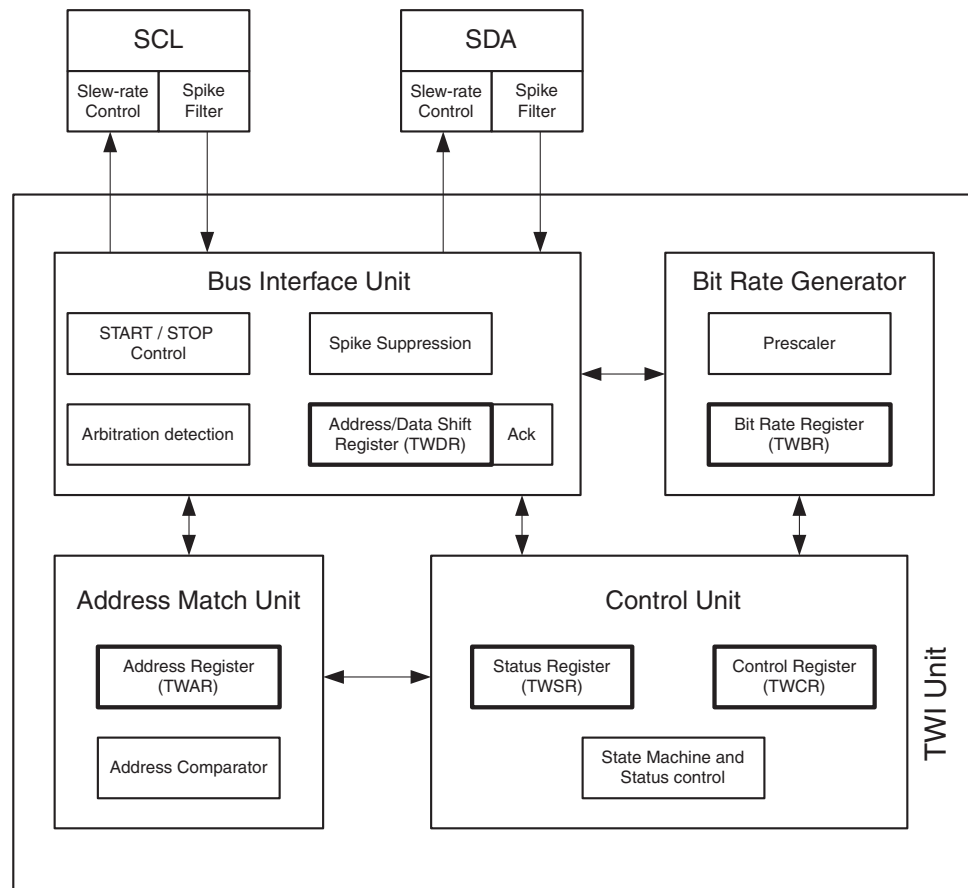 SCL
Slew-rate
Control
Spike
Filter
SDA
Slew-rate
Control
Spike
Filter
Bus Interface Unit
START / STOP
Control
Spike Suppression
Arbitration detection
Address/Data Shift
Register (TWDR)
Ack
Bit Rate Generator
Prescaler
Bit Rate Register
(TWBR)
Address Match Unit
Address Register
(TWAR)
Address Comparator
Control Unit
Status Register
(TWSR)
Control Register
(TWCR)
State Machine and
Status control
TWI Unit